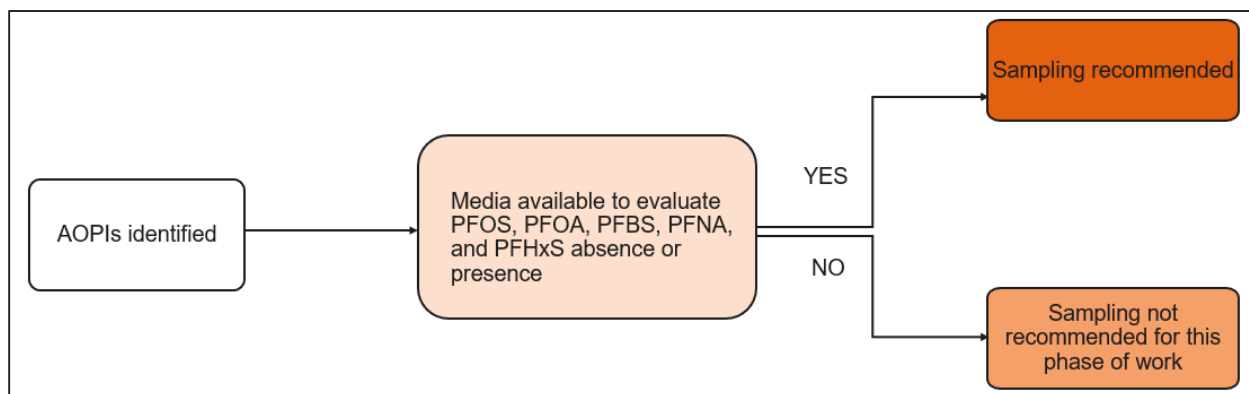 AOPIs identified
Media available to evaluate
PFOS, PFOA, PFBS, PFNA,
and PFHxS absence or
presence
YES
NO
Sampling recommended
Sampling not
recommended for this
phase of work